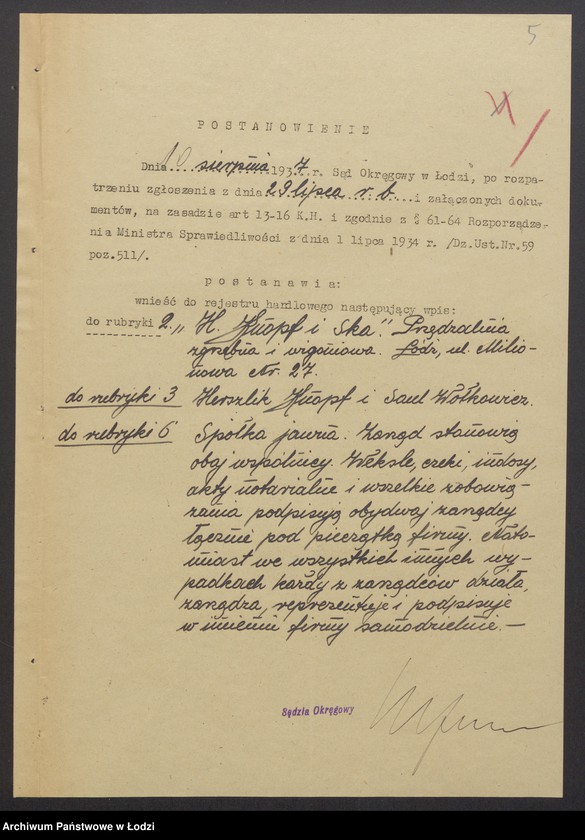 5
P O S T A N O W I E N I E
Dnia 10 sierpnia 1937 r. Sąd Okręgowy w Łodzi, po rozpa-
trzeniu zgłoszenia z dnia 29 lipca r. b. i załączonych doku-
mentów, na zasadzie art 13-16 K.H. i zgodnie z § 61-64 Rozporządze-
nia Ministra Sprawiedliwości z dnia 1 lipca 1934 r. /Dz.Ust.Nr.59
poz.511/.
p o s t a n a w i a:
wnieść do rejestru handlowego następujący wpis:
do rubryki 2. „H. Knopf i Ska” Przędzalnia
zgrzebna i wigoniowa. Łódź, ul. Milio-
nowa Nr. 27.
do rubryki 3 Herszlik Knopf i Saul Wołkowicz.
do rubryki 6 Spółka jawna. Zarząd stanowią
obaj wspólnicy. Weksle, czeki, indosy,
akty notarialne i wszelkie zobowią-
zania podpisują obydwaj zarządcy
łącznie pod pieczątką firmy. Nato-
miast we wszystkich innych wy-
padkach każdy z zarządców działa,
zarządza, reprezentuje i podpisuje
w imieniu firmy samodzielnie.—
Sędzia Okręgowy
Archiwum Państwowe w Łodzi